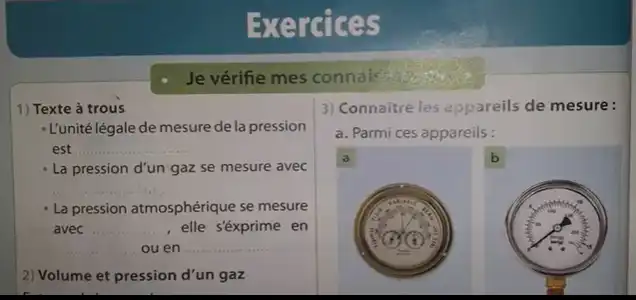 Exercices
Je vérifie mes
1) Texte à trous
• L'unité légale de mesure de la pression
est ....................
• La pression d'un gaz se mesure avec
....................
• La pression atmosphérique se mesure
avec .................... , elle s'éxprime en
.................... ou en ....................
2) Volume et pression d'un gaz
3) Connaître les appareils de mesure :
a. Parmi ces appareils :
a
b